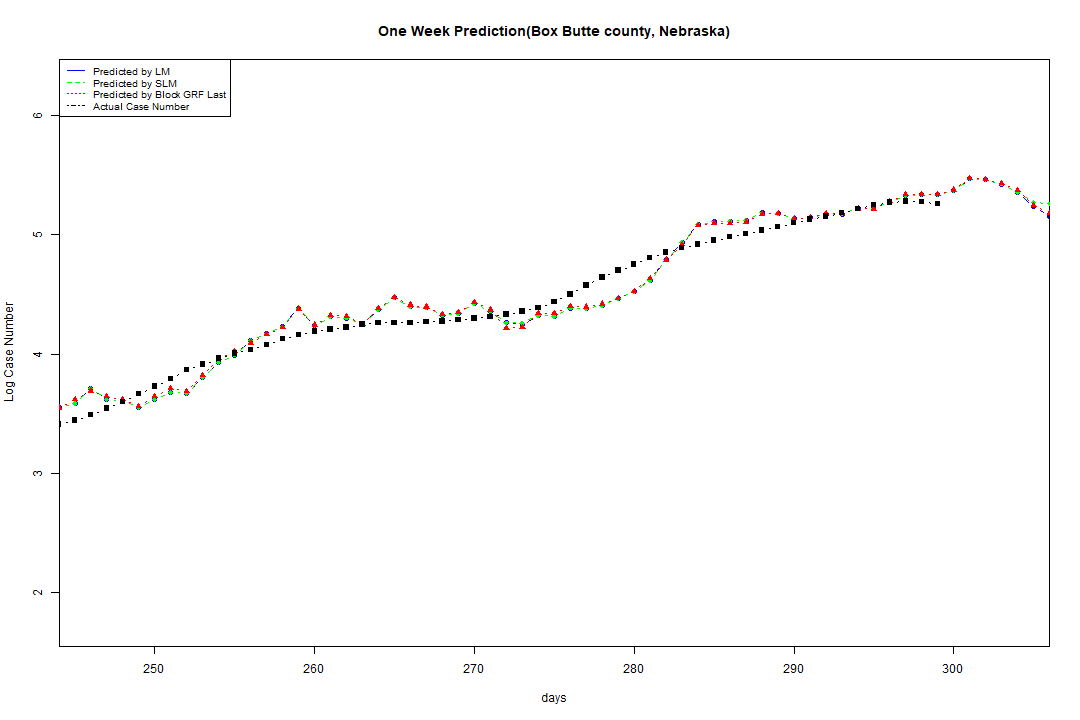 One Week Prediction(Box Butte county, Nebraska)
Predicted by LM
Predicted by SLM
Predicted by Block GRF Last
Actual Case Number
6
5
4
3
2
Log Case Number
250 260 270 280 290 300
days